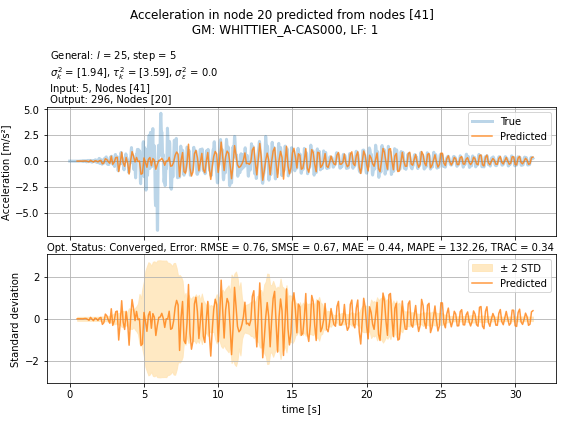 Acceleration in node 20 predicted from nodes [41]
GM: WHITTIER_A-CAS000, LF: 1
General: l = 25, step = 5
σ²ₖ = [1.94], τ²ₖ = [3.59], σ²ε = 0.0
Input: 5, Nodes [41]
Output: 296, Nodes [20]
Acceleration [m/s²]
5.0
2.5
0.0
−2.5
−5.0
True
Predicted
Opt. Status: Converged, Error: RMSE = 0.76, SMSE = 0.67, MAE = 0.44, MAPE = 132.26, TRAC = 0.34
Standard deviation
2
0
−2
± 2 STD
Predicted
0 5 10 15 20 25 30
time [s]